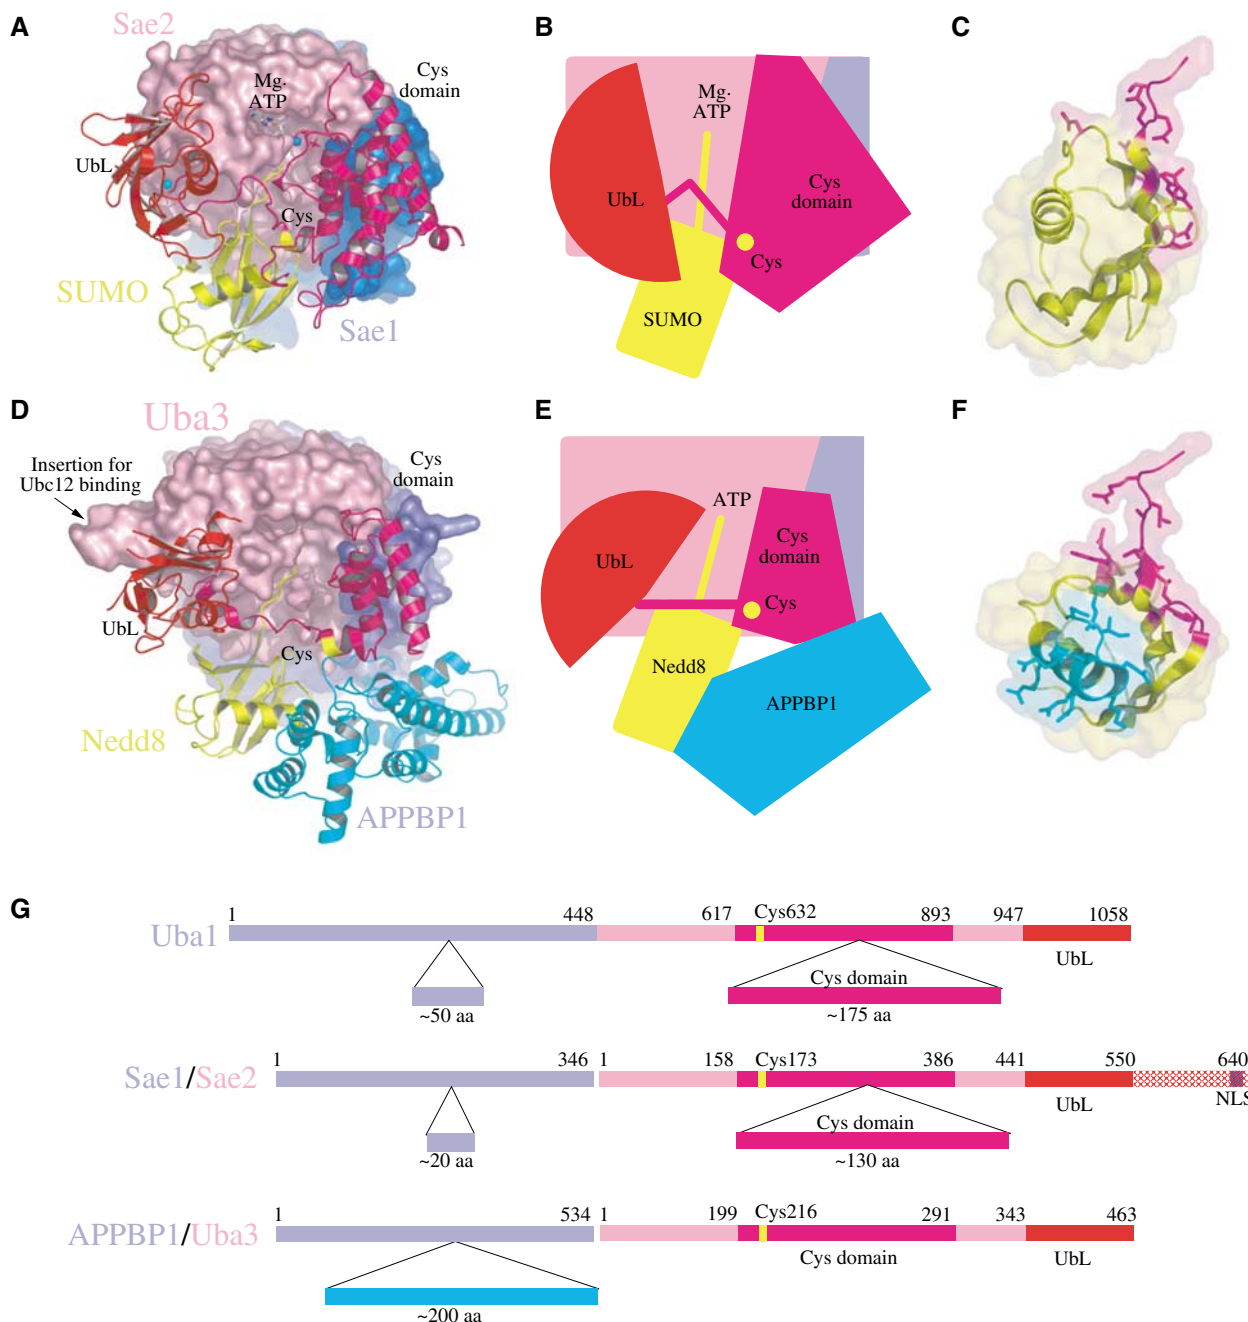 A
Sae2
Mg·
ATP
Cys
domain
UbL
Cys
SUMO
Sae1
B
Mg·
ATP
UbL
Cys
domain
Cys
SUMO
C
D
Uba3
Insertion for
Ubc12 binding
Cys
domain
UbL
Cys
Nedd8
APPBP1
E
ATP
UbL
Cys
domain
Cys
Nedd8
APPBP1
F
G
Uba1
1 448 617 Cys632 893 947 1058
UbL
Cys domain
~50 aa ~175 aa
Sae1/Sae2
1 346 1 158 Cys173 386 441 550 640
UbL NLS
Cys domain
~20 aa ~130 aa
APPBP1/Uba3
1 534 1 199 Cys216 291 343 463
Cys domain UbL
~200 aa